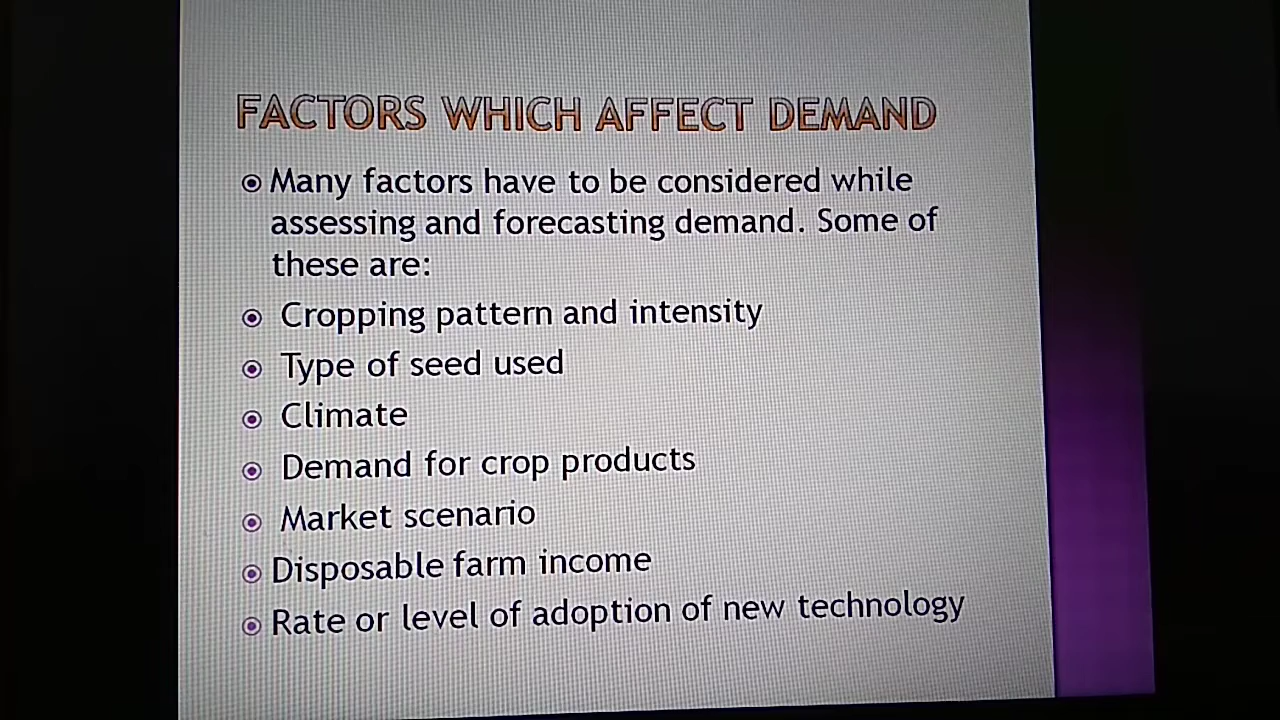 FACTORS WHICH AFFECT DEMAND
Many factors have to be considered while
assessing and forecasting demand. Some of
these are:
Cropping pattern and intensity
Type of seed used
Climate
Demand for crop products
Market scenario
Disposable farm income
Rate or level of adoption of new technology